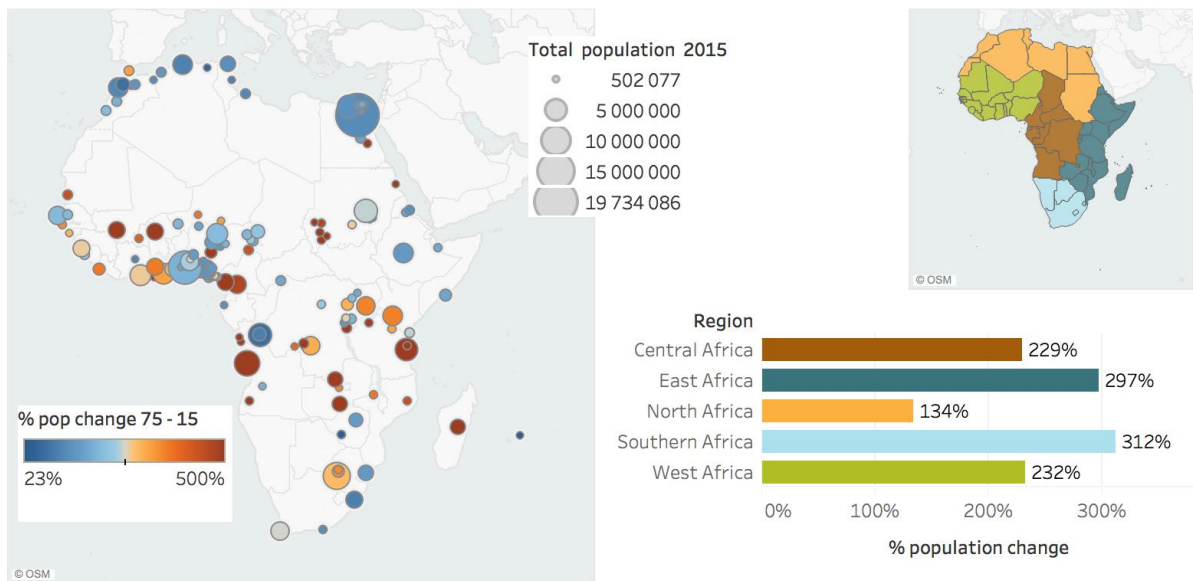 Total population 2015
502 077
5 000 000
10 000 000
15 000 000
19 734 086
% pop change 75 - 15
23% 500%
© OSM
© OSM
Region
Central Africa 229%
East Africa 297%
North Africa 134%
Southern Africa 312%
West Africa 232%
0% 100% 200% 300%
% population change